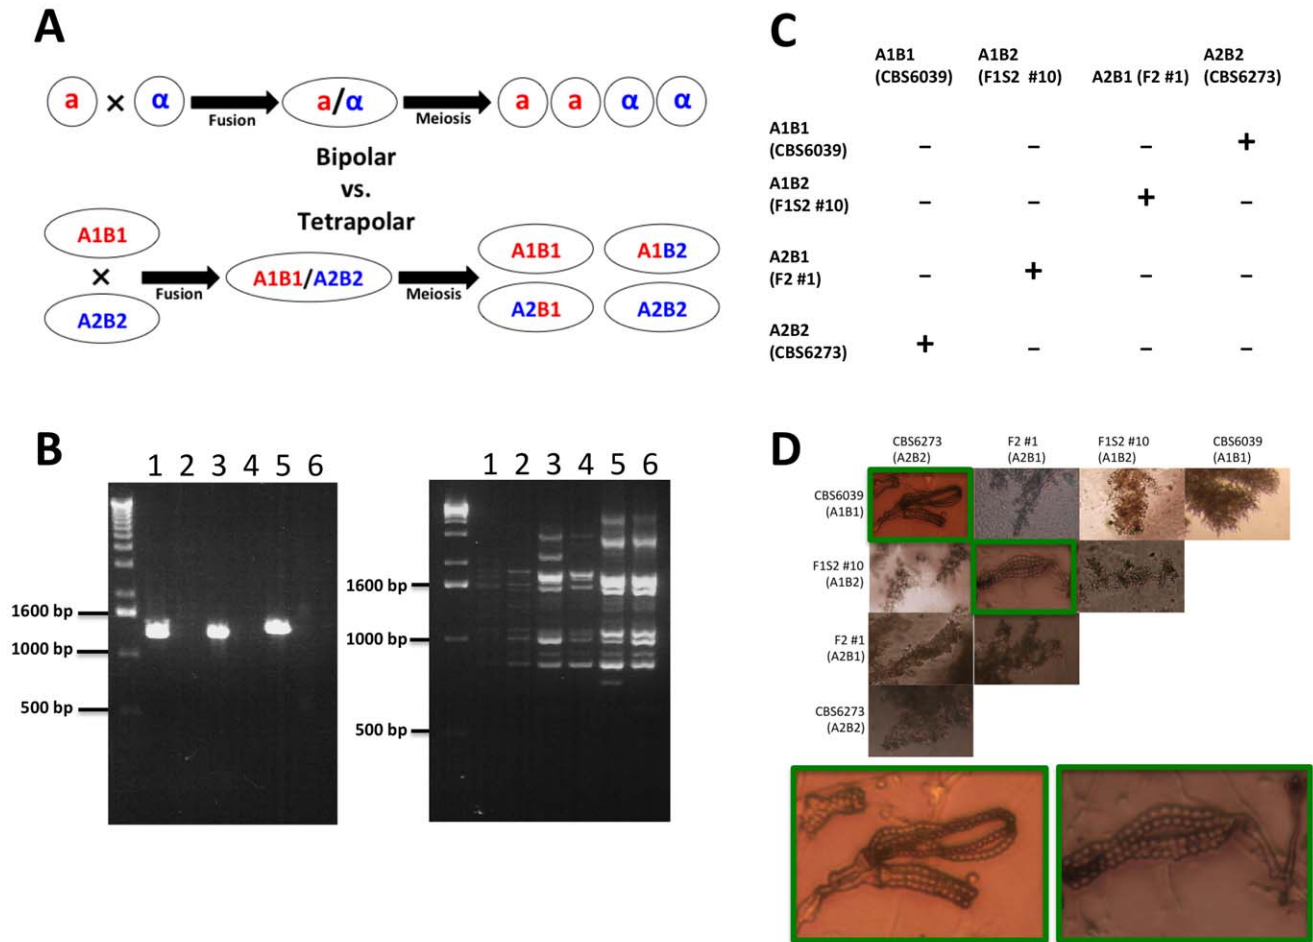 A
a × α Fusion a/α Meiosis a a α α
Bipolar
vs.
Tetrapolar
A1B1
×
A2B2
Fusion
A1B1/A2B2
Meiosis
A1B1 A1B2
A2B1 A2B2
B
1 2 3 4 5 6
1600 bp
1000 bp
500 bp
1 2 3 4 5 6
1600 bp
1000 bp
500 bp
C
A1B1
(CBS6039)
A1B2
(F1S2 #10)
A2B1 (F2 #1)
A2B2
(CBS6273)
A1B1
(CBS6039)
– – – +
A1B2
(F1S2 #10)
– – + –
A2B1
(F2 #1)
– + – –
A2B2
(CBS6273)
+ – – –
D
CBS6273
(A2B2)
F2 #1
(A2B1)
F1S2 #10
(A1B2)
CBS6039
(A1B1)
CBS6039
(A1B1)
F1S2 #10
(A1B2)
F2 #1
(A2B1)
CBS6273
(A2B2)